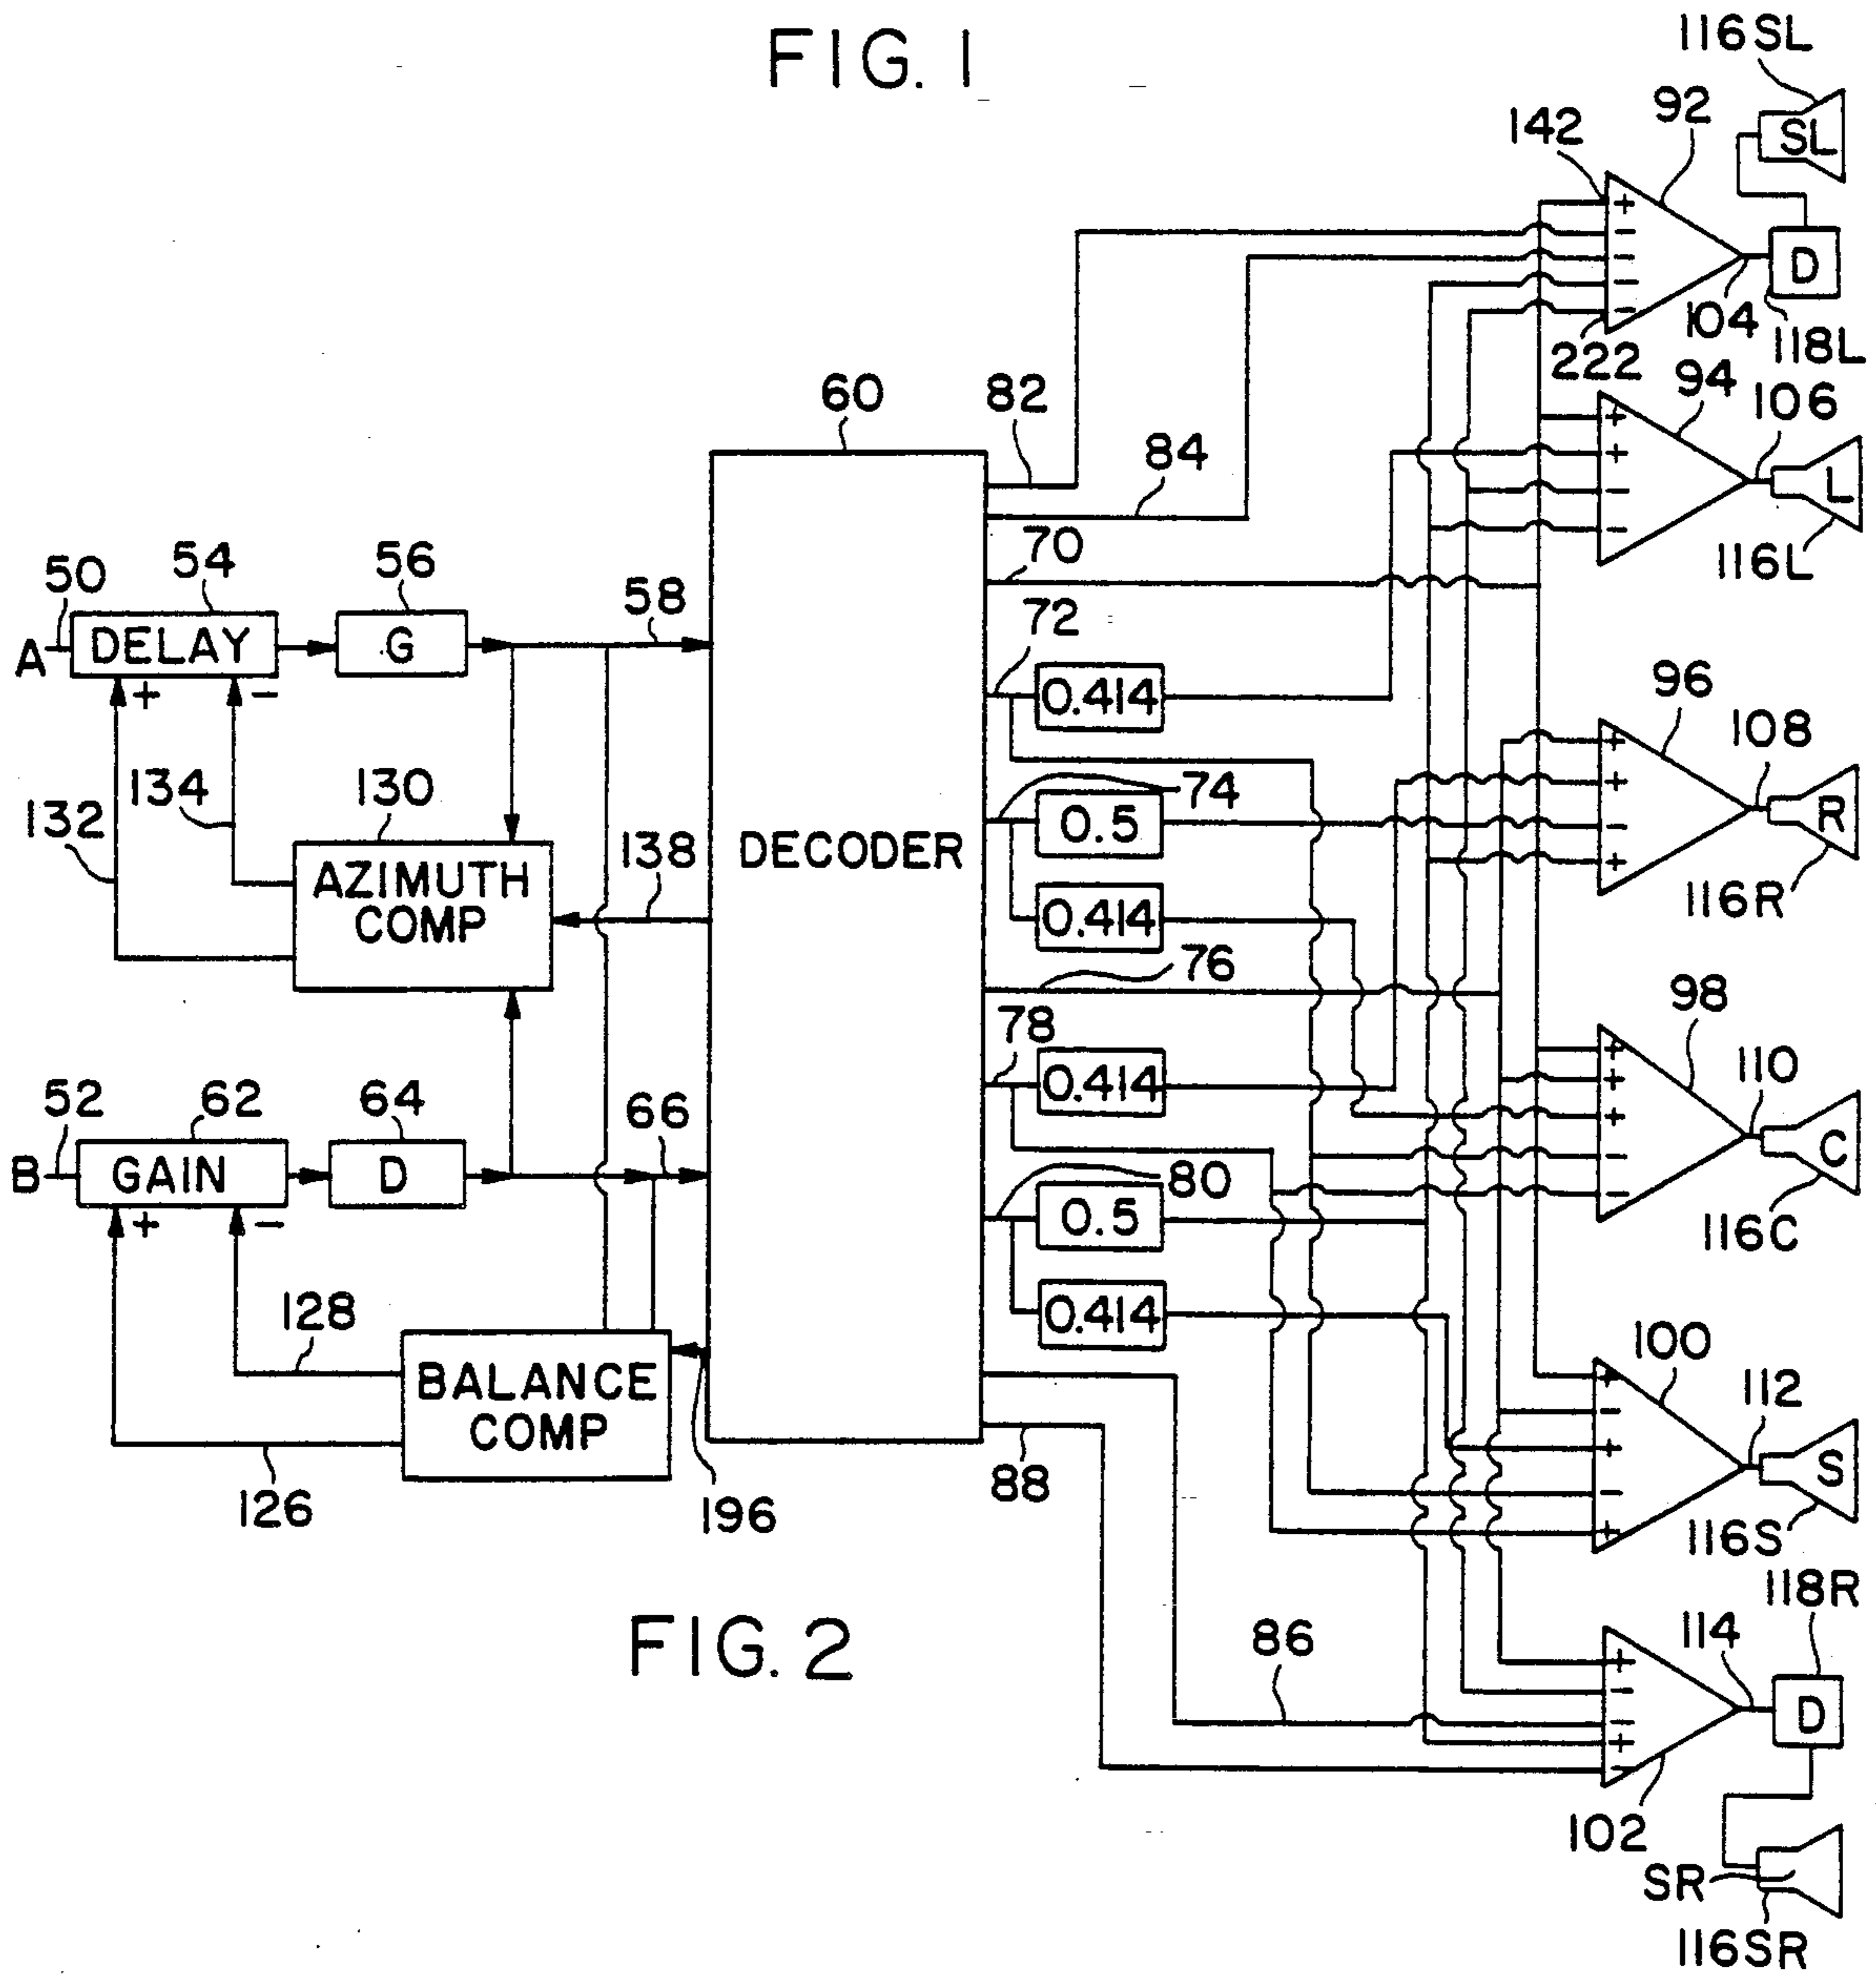 FIG. 1
116SL
92
142
SL
D
104
118L
222
94
106
60
82
84
L
116L
70
50
54
56
58
72
A
DELAY
G
0.414
96
108
+
−
134
130
132
74
0.5
R
DECODER
138
AZIMUTH
COMP
0.414
116R
76
98
78
110
52
62
64
66
0.414
B
GAIN
D
C
80
+
−
0.5
116C
128
0.414
100
112
BALANCE
COMP
S
88
126
196
116S
118R
FIG. 2
86
114
D
102
SR
116SR
+
−
−
−
−
+
+
−
−
+
+
−
+
+
+
+
−
−
+
−
+
−
+
+
−
−
+
−